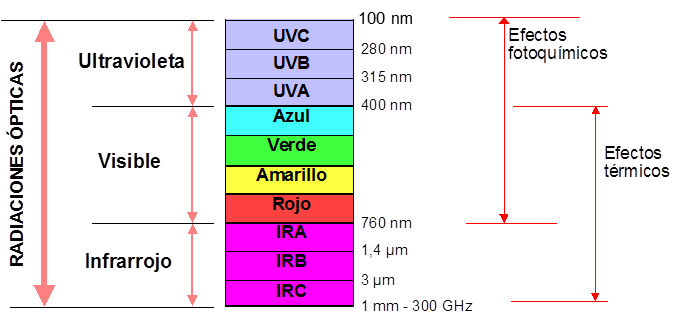 RADIACIONES ÓPTICAS
Ultravioleta
Visible
Infrarrojo
UVC
UVB
UVA
Azul
Verde
Amarillo
Rojo
IRA
IRB
IRC
100 nm
280 nm
315 nm
400 nm
760 nm
1,4 µm
3 µm
1 mm - 300 GHz
Efectos
fotoquímicos
Efectos
térmicos